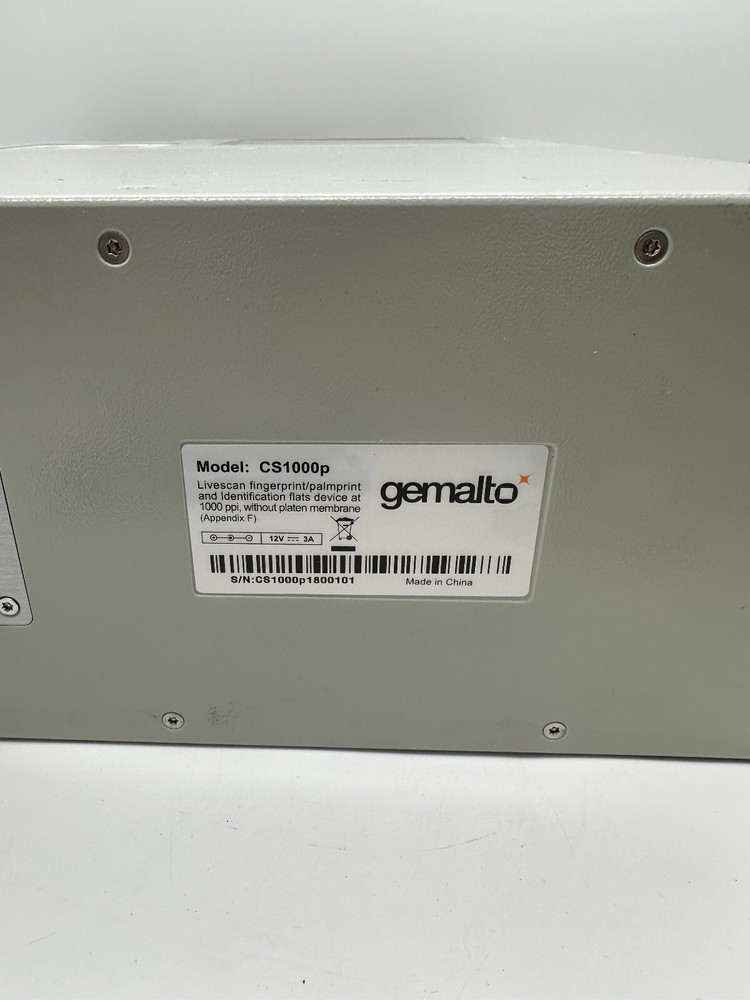 Model: CS1000p
gemalto
Livescan fingerprint/palmprint
and Identification flats device at
1000 ppi, without platen membrane
(Appendix F)
12V ⎓ 3A
S/N:CS1000p1800101
Made in China